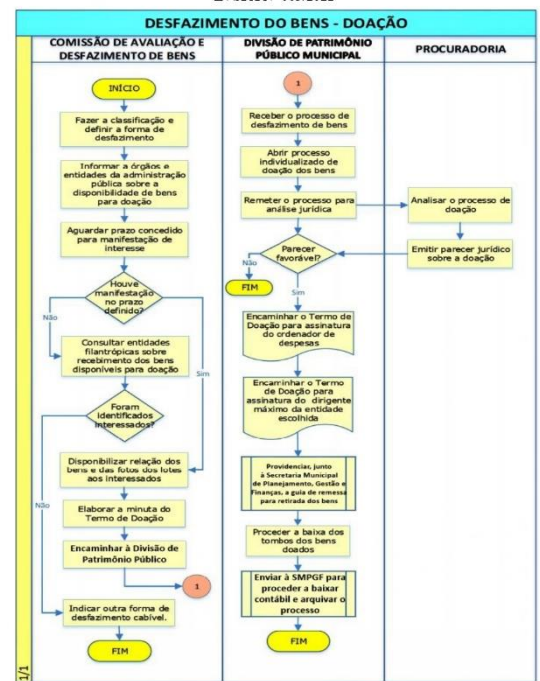 DESFAZIMENTO DO BENS - DOAÇÃO
COMISSÃO DE AVALIAÇÃO E
DESFAZIMENTO DE BENS
INÍCIO
Fazer a classificação e
definir a forma de
desfazimento
Informar a órgãos e
entidades da administração
pública sobre a
disponibilidade de bens
para doação
Aguardar prazo concedido
para manifestação de
interesse
Houve
manifestação
no prazo
definido?
Não
Sim
Consultar entidades
filantrópicas sobre
recebimento dos bens
disponíveis para doação
Foram
identificados
interessados?
Não
Disponibilizar relação dos
bens e das fotos dos lotes
aos interessados
Elaborar a minuta do
Termo de Doação
Encaminhar à Divisão de
Patrimônio Público
1
Indicar outra forma de
desfazimento cabível.
FIM
DIVISÃO DE PATRIMÔNIO
PÚBLICO MUNICIPAL
1
Receber o processo de
desfazimento de bens
Abrir processo
individualizado de
doação dos bens
Remeter o processo para
análise jurídica
Parecer
favorável?
Não
FIM
Sim
Encaminhar o Termo de
Doação para assinatura
do ordenador de
despesas
Encaminhar o Termo
de Doação para
assinatura do dirigente
máximo da entidade
escolhida
Providencias, junto
à Secretaria Municipal
de Planejamento, Gestão e
Finanças, a guia de remessa
para retirada dos bens
Proceder a baixa dos
tombos dos bens
doados
Enviar à SMPGF para
proceder a baixar
contábil e arquivar o
processo
FIM
PROCURADORIA
Analisar o processo de
doação
Emitir parecer jurídico
sobre a doação
1/1